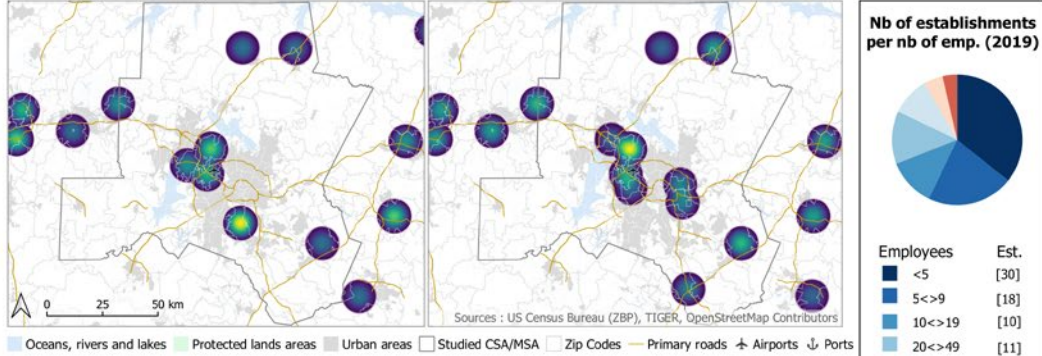 Nb of establishments
per nb of emp. (2019)
Employees Est.
<5 [30]
5<>9 [18]
10<>19 [10]
20<>49 [11]
0 25 50 km
Sources : US Census Bureau (ZBP), TIGER, OpenStreetMap Contributors
Oceans, rivers and lakes Protected lands areas Urban areas Studied CSA/MSA Zip Codes Primary roads Airports Ports